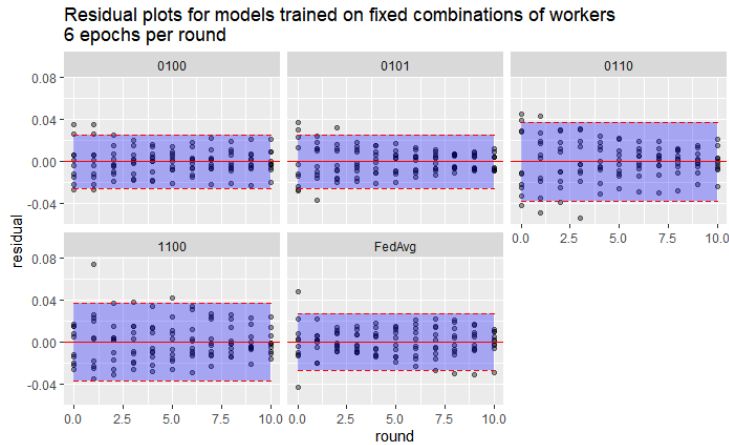 Residual plots for models trained on fixed combinations of workers
6 epochs per round
0100 0101 0110
0.08
0.04
0.00
-0.04
0.0 2.5 5.0 7.5 10.0
1100 FedAvg
0.08
0.04
0.00
-0.04
0.0 2.5 5.0 7.5 10.0 0.0 2.5 5.0 7.5 10.0
residual
round